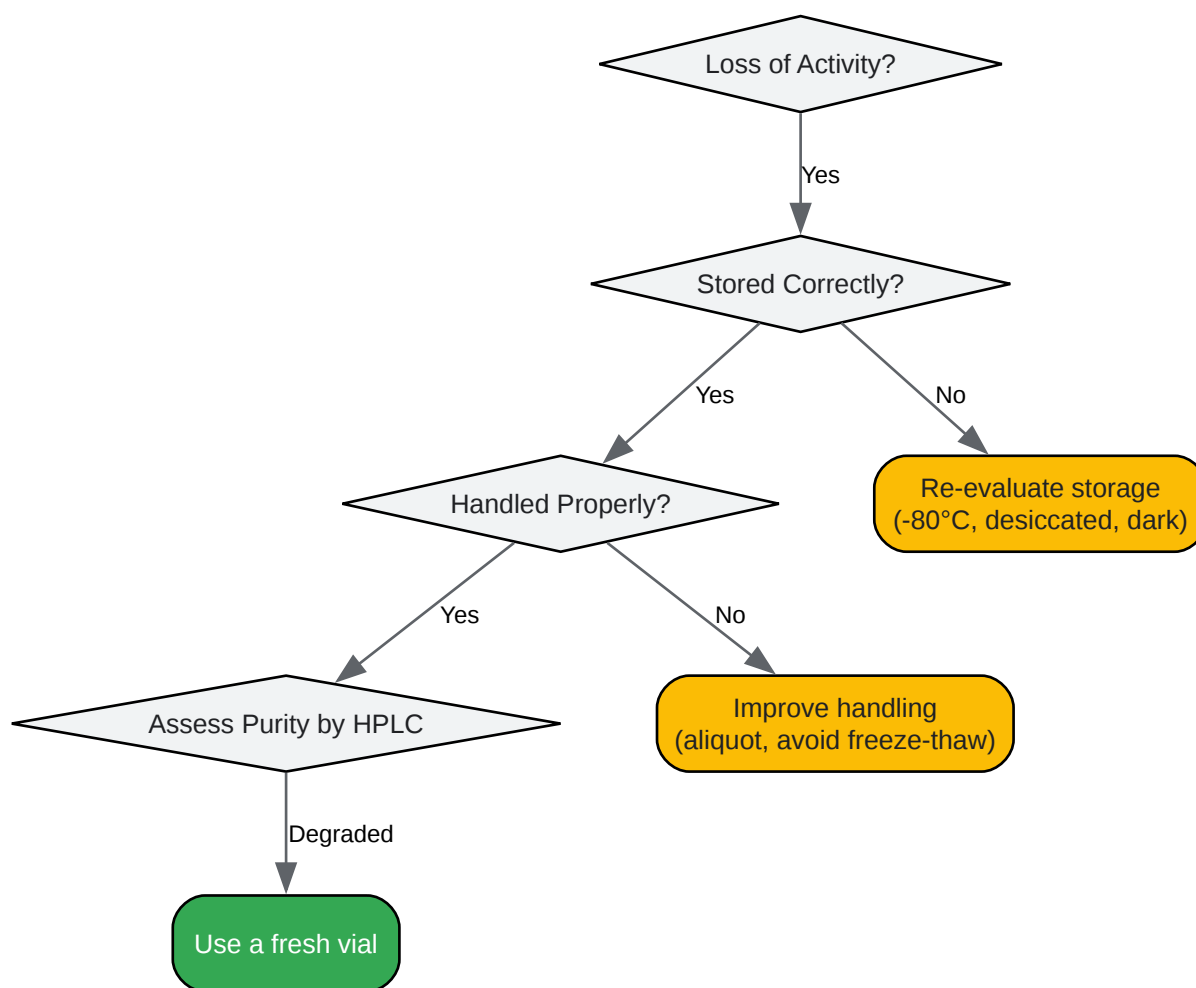 Loss of Activity?
Yes
Stored Correctly?
Yes
No
Handled Properly?
Re-evaluate storage
(-80°C, desiccated, dark)
Yes
No
Assess Purity by HPLC
Improve handling
(aliquot, avoid freeze-thaw)
Degraded
Use a fresh vial